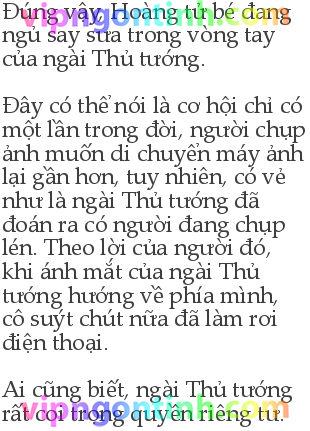 Đúng vậy, Hoàng tử bé đang
ngủ say sưa trong vòng tay
của ngài Thủ tướng.
Đây có thể nói là cơ hội chỉ có
một lần trong đời, người chụp
ảnh muốn di chuyển máy ảnh
lại gần hơn, tuy nhiên, có vẻ
như là ngài Thủ tướng đã
đoán ra có người đang chụp
lén. Theo lời của người đó,
khi ánh mắt của ngài Thủ
tướng hướng về phía mình,
cô suýt chút nữa đã làm rơi
điện thoại.
Ai cũng biết, ngài Thủ tướng
rất coi trọng quyền riêng tư.
vipngontinh.com
vipngontinh.com